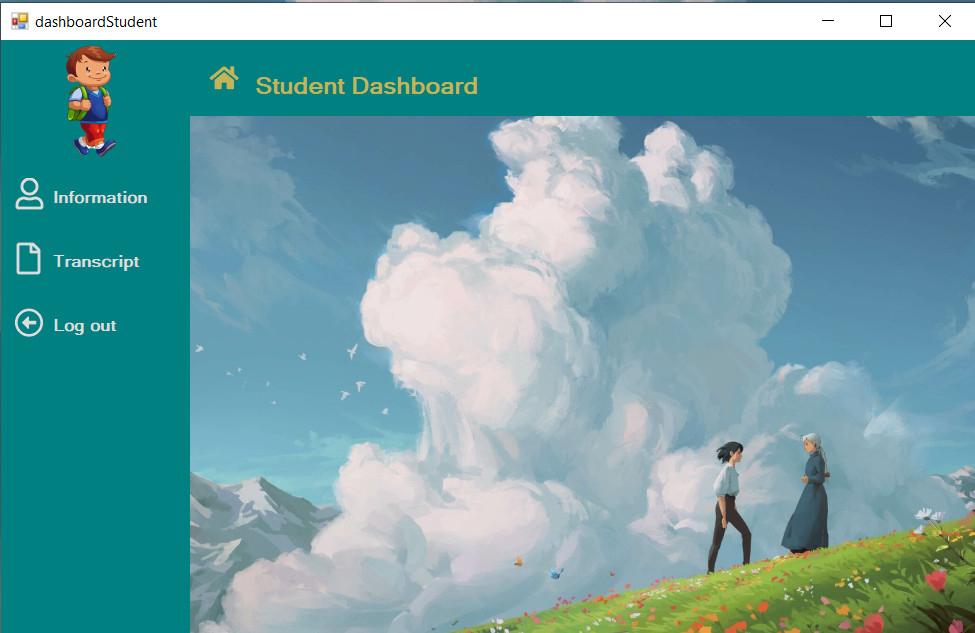 dashboardStudent
Student Dashboard
Information
Transcript
Log out